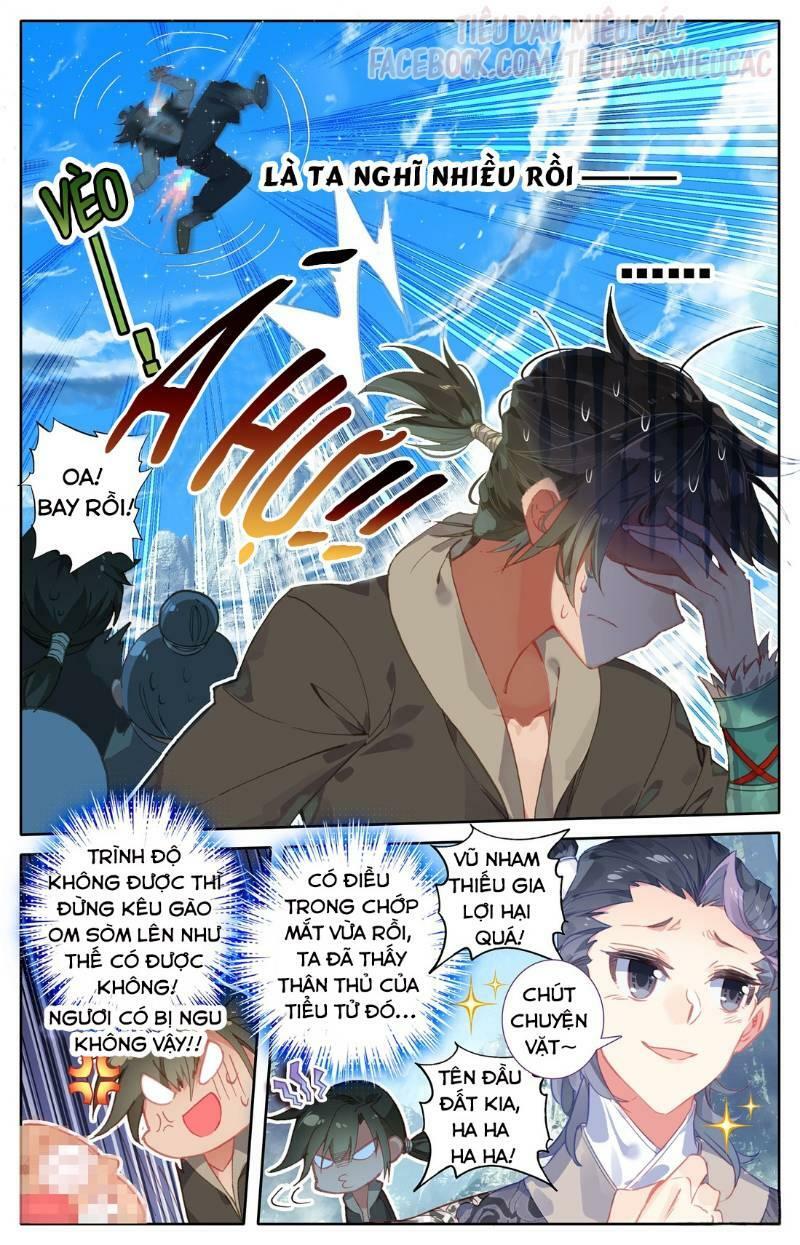 TIÊU DAO MIÊU CÁC
FACEBOOK.COM/TIEUDAOMIEUCAC
LÀ TA NGHĨ NHIỀU RỒI ———
VÈO
—!
......
A HỰ...!!
OA!
BAY RỒI!
TRÌNH ĐỘ
KHÔNG ĐƯỢC THÌ
ĐỪNG KÊU GÀO
OM SÒM LÊN NHƯ
THẾ CÓ ĐƯỢC
KHÔNG!
NGƯƠI CÓ BỊ NGU
KHÔNG VẬY!!
CÓ ĐIỀU
TRONG CHỚP
MẮT VỪA RỒI,
TA ĐÃ THẤY
THÂN THỦ CỦA
TIỂU TỬ ĐÓ...
VŨ NHAM
THIẾU GIA
LỢI HẠI
QUÁ!
CHÚT
CHUYỆN
VẶT~
TÊN ĐẦU
ĐẤT KIA,
HA HA
HA HA!